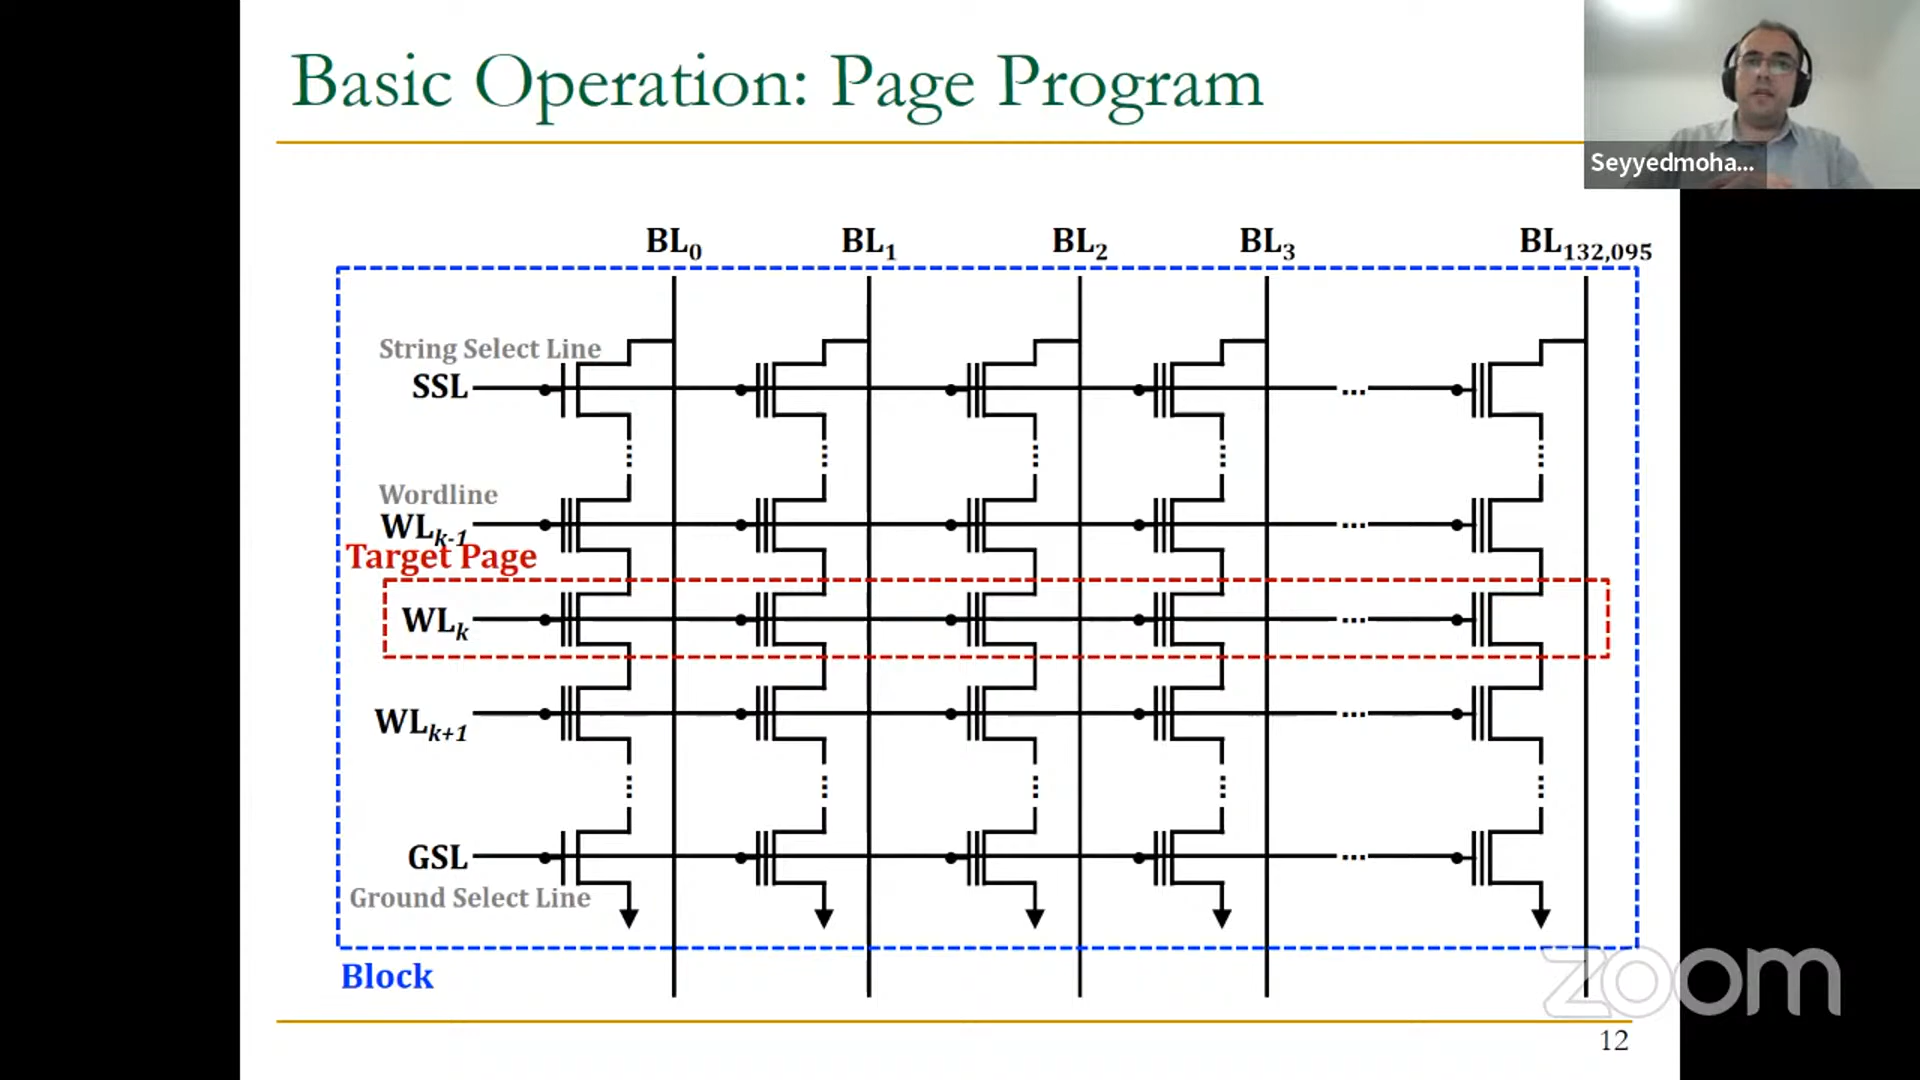 Basic Operation: Page Program
Seyyedmoha...
BL0 BL1 BL2 BL3 BL132,095
String Select Line
SSL ...
Wordline
WLk-1 ...
Target Page
WLk ...
WLk+1 ...
GSL ...
Ground Select Line
Block
zoom
12